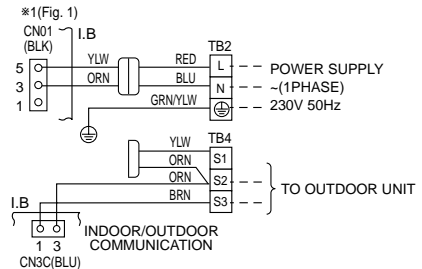 ※1(Fig. 1)
CN01
(BLK)
I.B
5
3
1
YLW
ORN
RED
BLU
GRN/YLW
TB2
L
N
POWER SUPPLY
~(1PHASE)
230V 50Hz
TB4
YLW
ORN
ORN
BRN
S1
S2
S3
TO OUTDOOR UNIT
I.B
1 3
CN3C(BLU)
INDOOR/OUTDOOR
COMMUNICATION